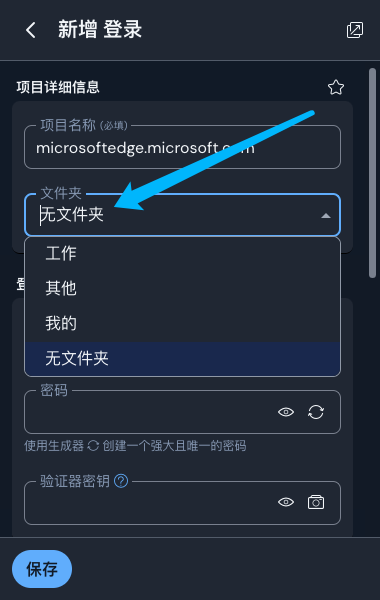 新增 登录
项目详细信息
项目名称 (必填)
microsoftedge.microsoft.com
文件夹
无文件夹
工作
其他
我的
无文件夹
密码
使用生成器 创建一个强大且唯一的密码
验证器密钥
保存